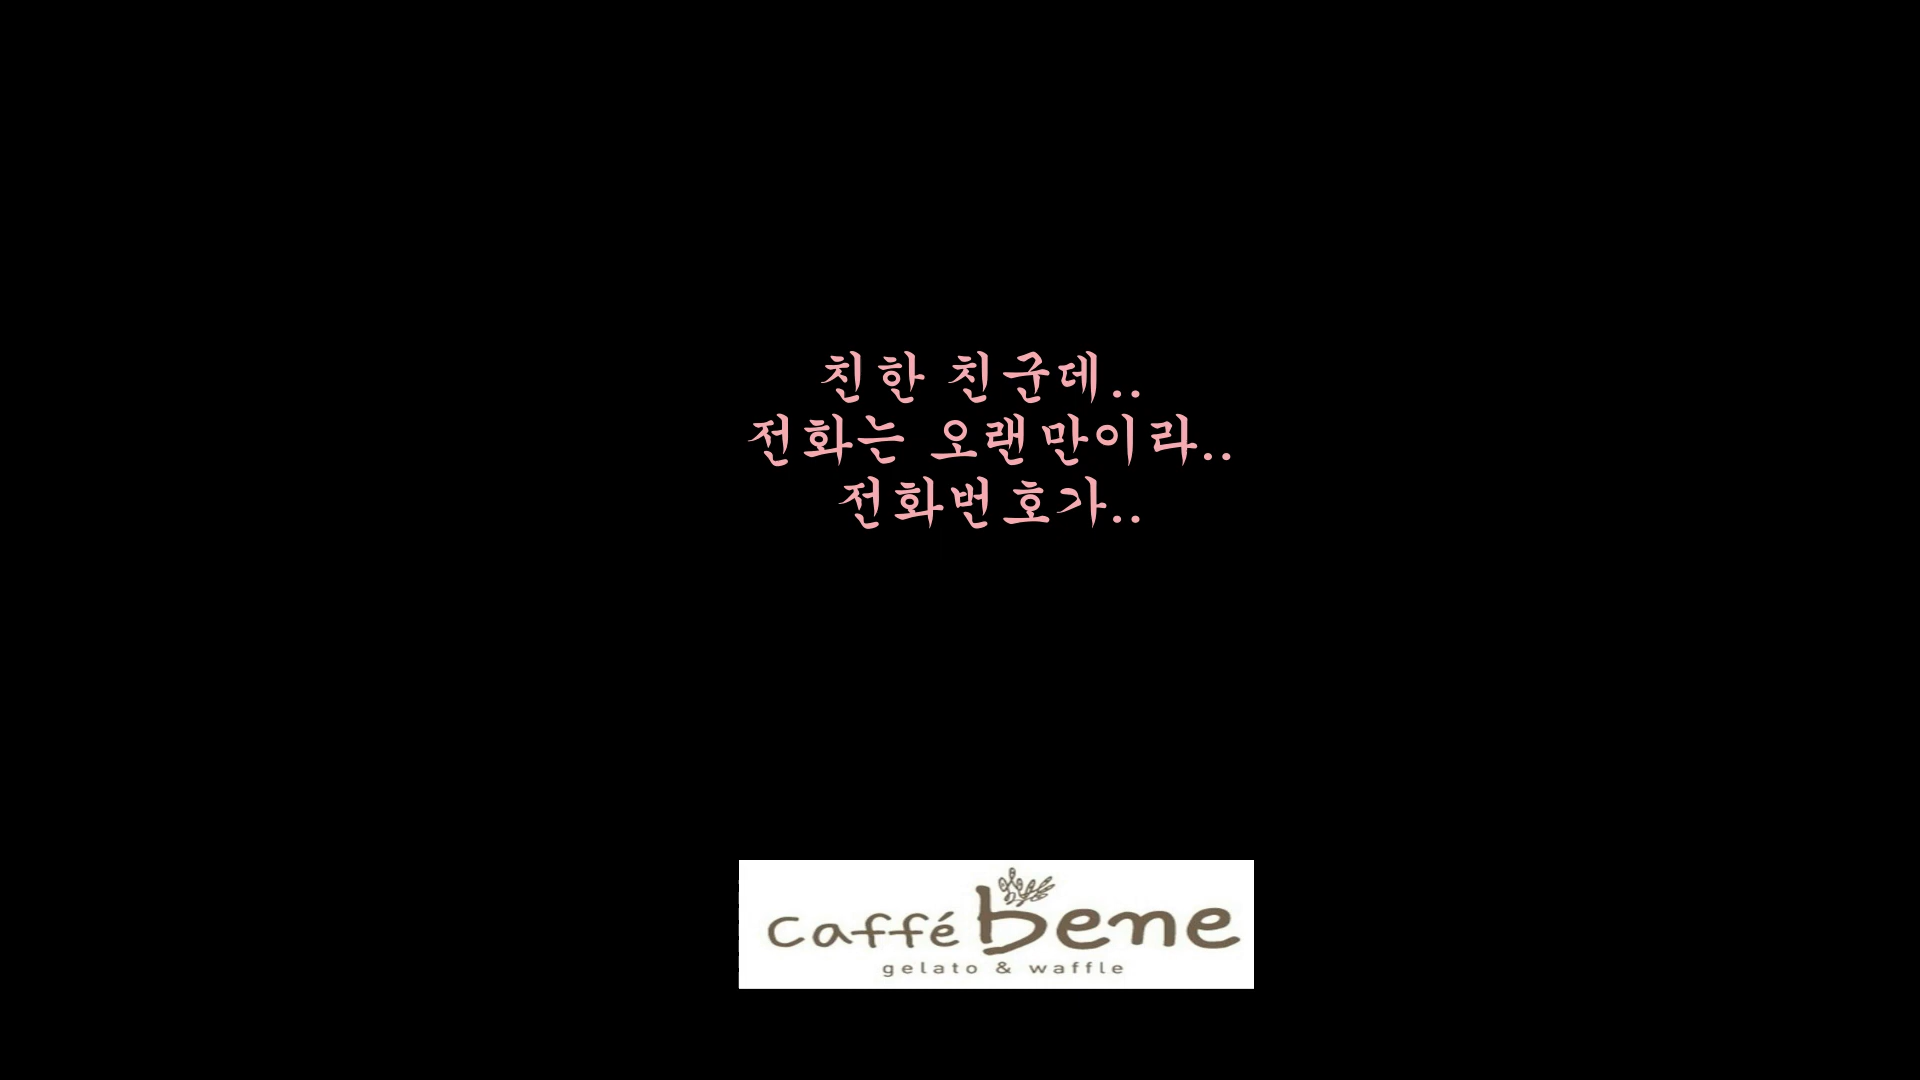 친한 친군데..
전화는 오랜만이라..
전화번호가..
Caffé bene
gelato & waffle